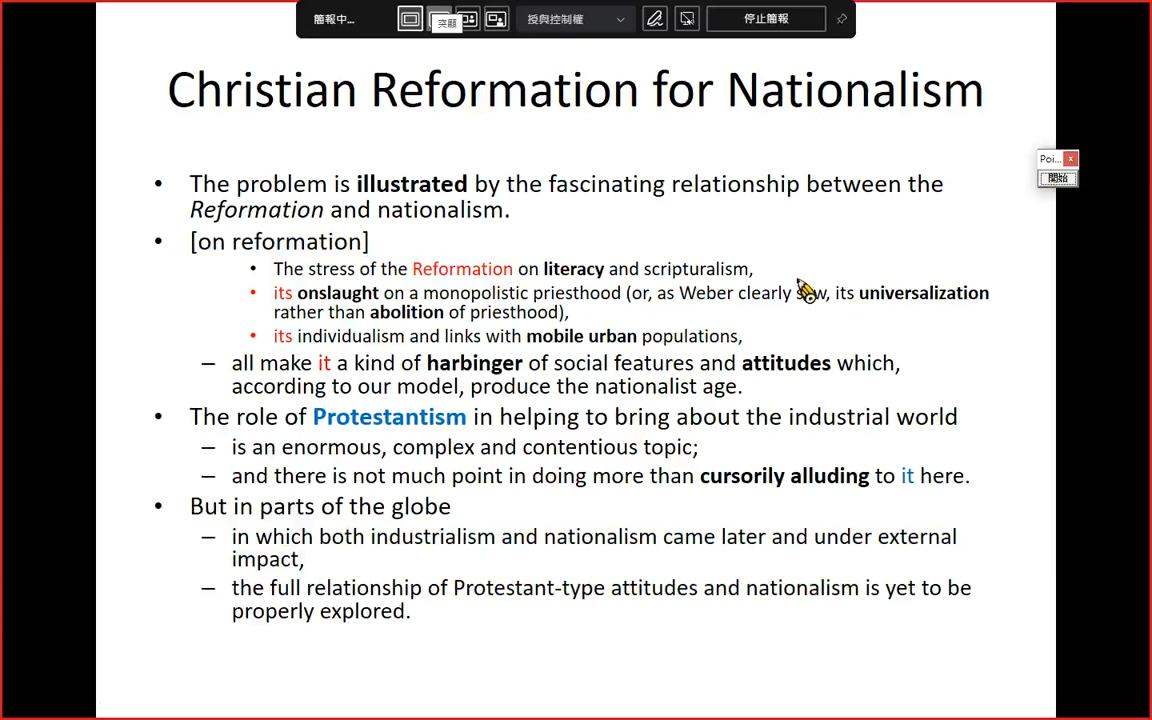 簡報中...
授與控制權
停止簡報
突顯
Christian Reformation for Nationalism
Poi...
x
開始
• The problem is illustrated by the fascinating relationship between the
Reformation and nationalism.
• [on reformation]
• The stress of the Reformation on literacy and scripturalism,
• its onslaught on a monopolistic priesthood (or, as Weber clearly saw, its universalization
rather than abolition of priesthood),
• its individualism and links with mobile urban populations,
– all make it a kind of harbinger of social features and attitudes which,
according to our model, produce the nationalist age.
• The role of Protestantism in helping to bring about the industrial world
– is an enormous, complex and contentious topic;
– and there is not much point in doing more than cursorily alluding to it here.
• But in parts of the globe
– in which both industrialism and nationalism came later and under external
impact,
– the full relationship of Protestant-type attitudes and nationalism is yet to be
properly explored.